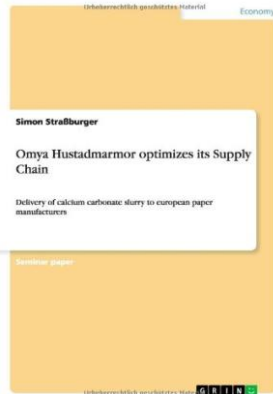 Urheberrechtlich geschütztes Material
Economy
Simon Straßburger
Omya Hustadmarmor optimizes its Supply
Chain
Delivery of calcium carbonate slurry to european paper
manufacturers
Seminar paper
Urheberrechtlich geschütztes Material
GRIN